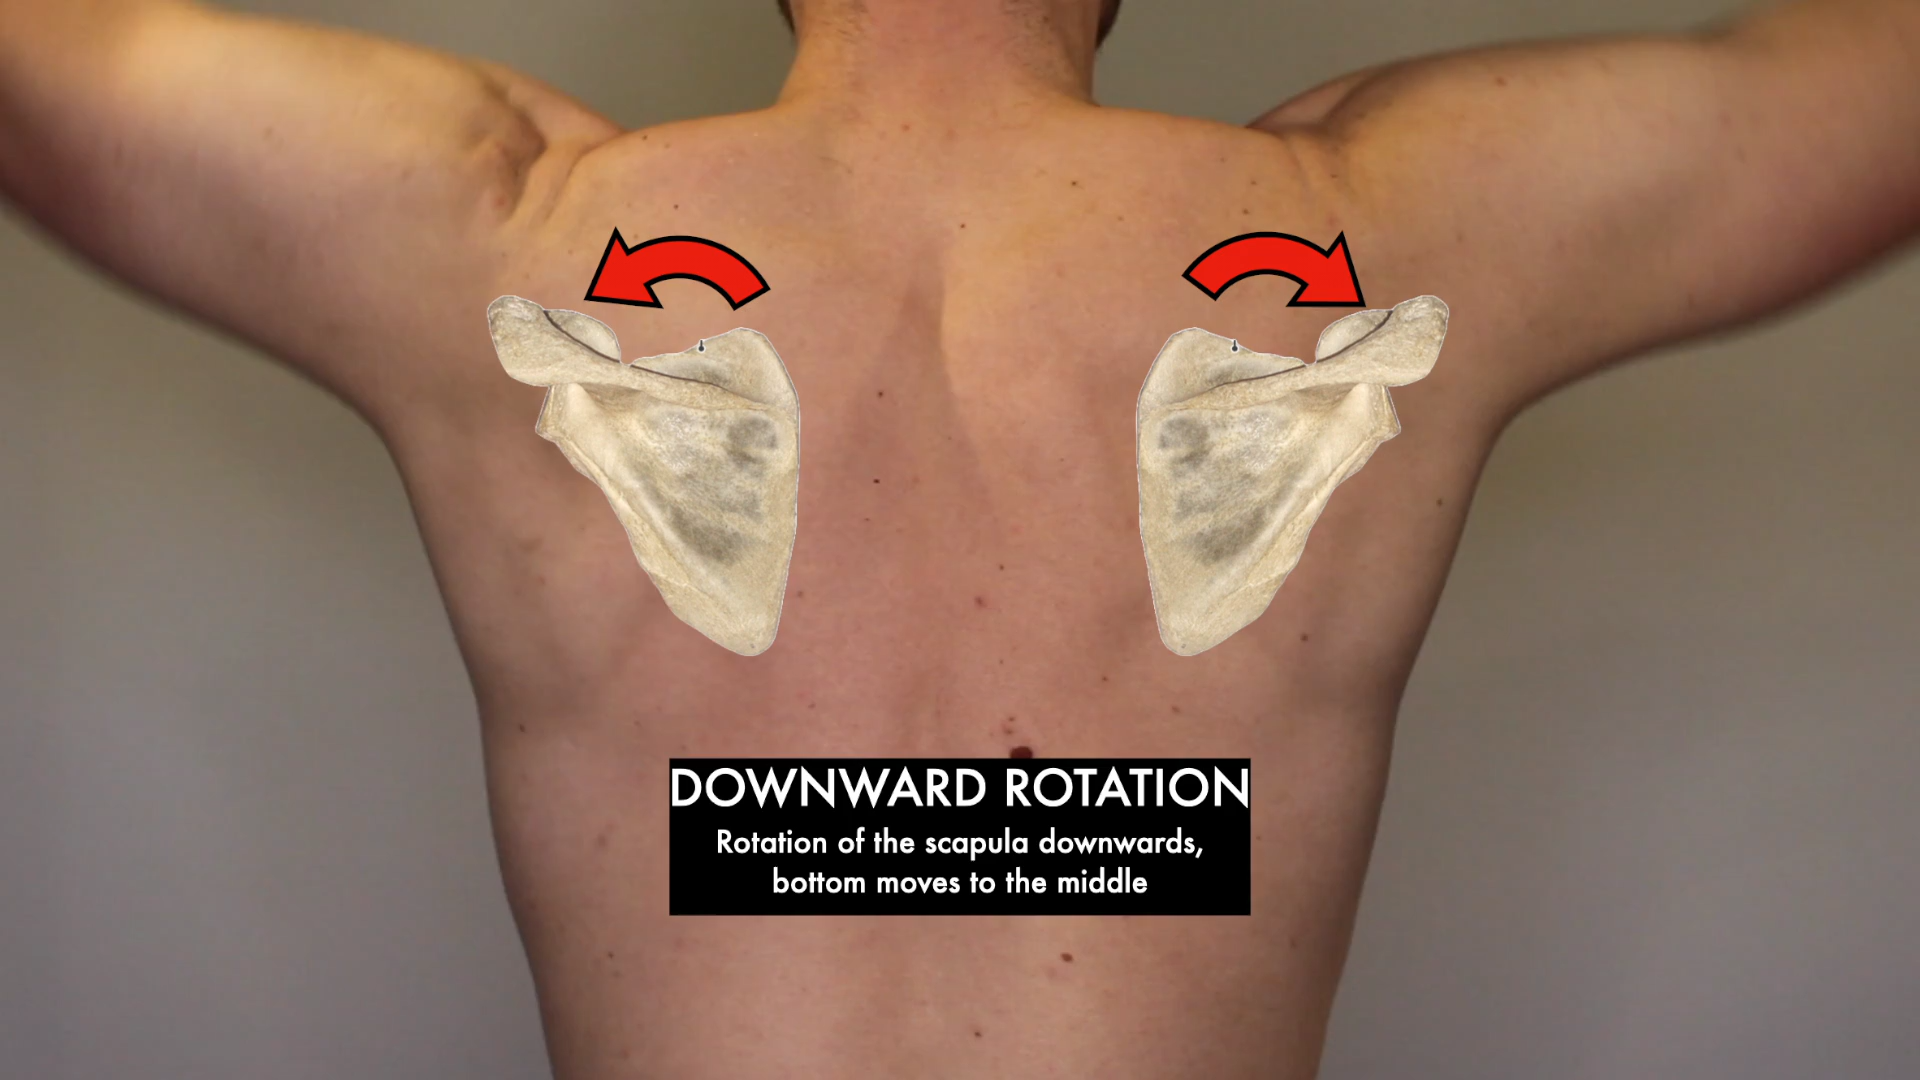 DOWNWARD ROTATION
Rotation of the scapula downwards,
bottom moves to the middle